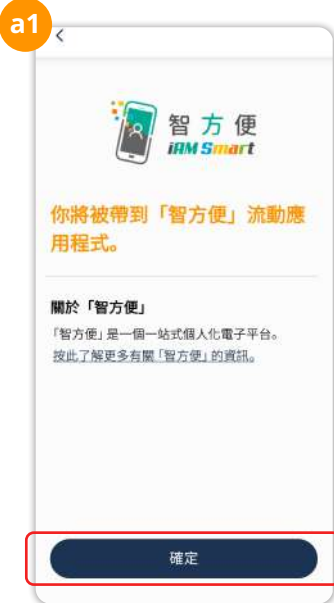 a1
智方便
iAM Smart
你將被帶到「智方便」流動應
用程式。
關於「智方便」
「智方便」是一個一站式個人化電子平台。
按此了解更多有關「智方便」的資訊。
確定